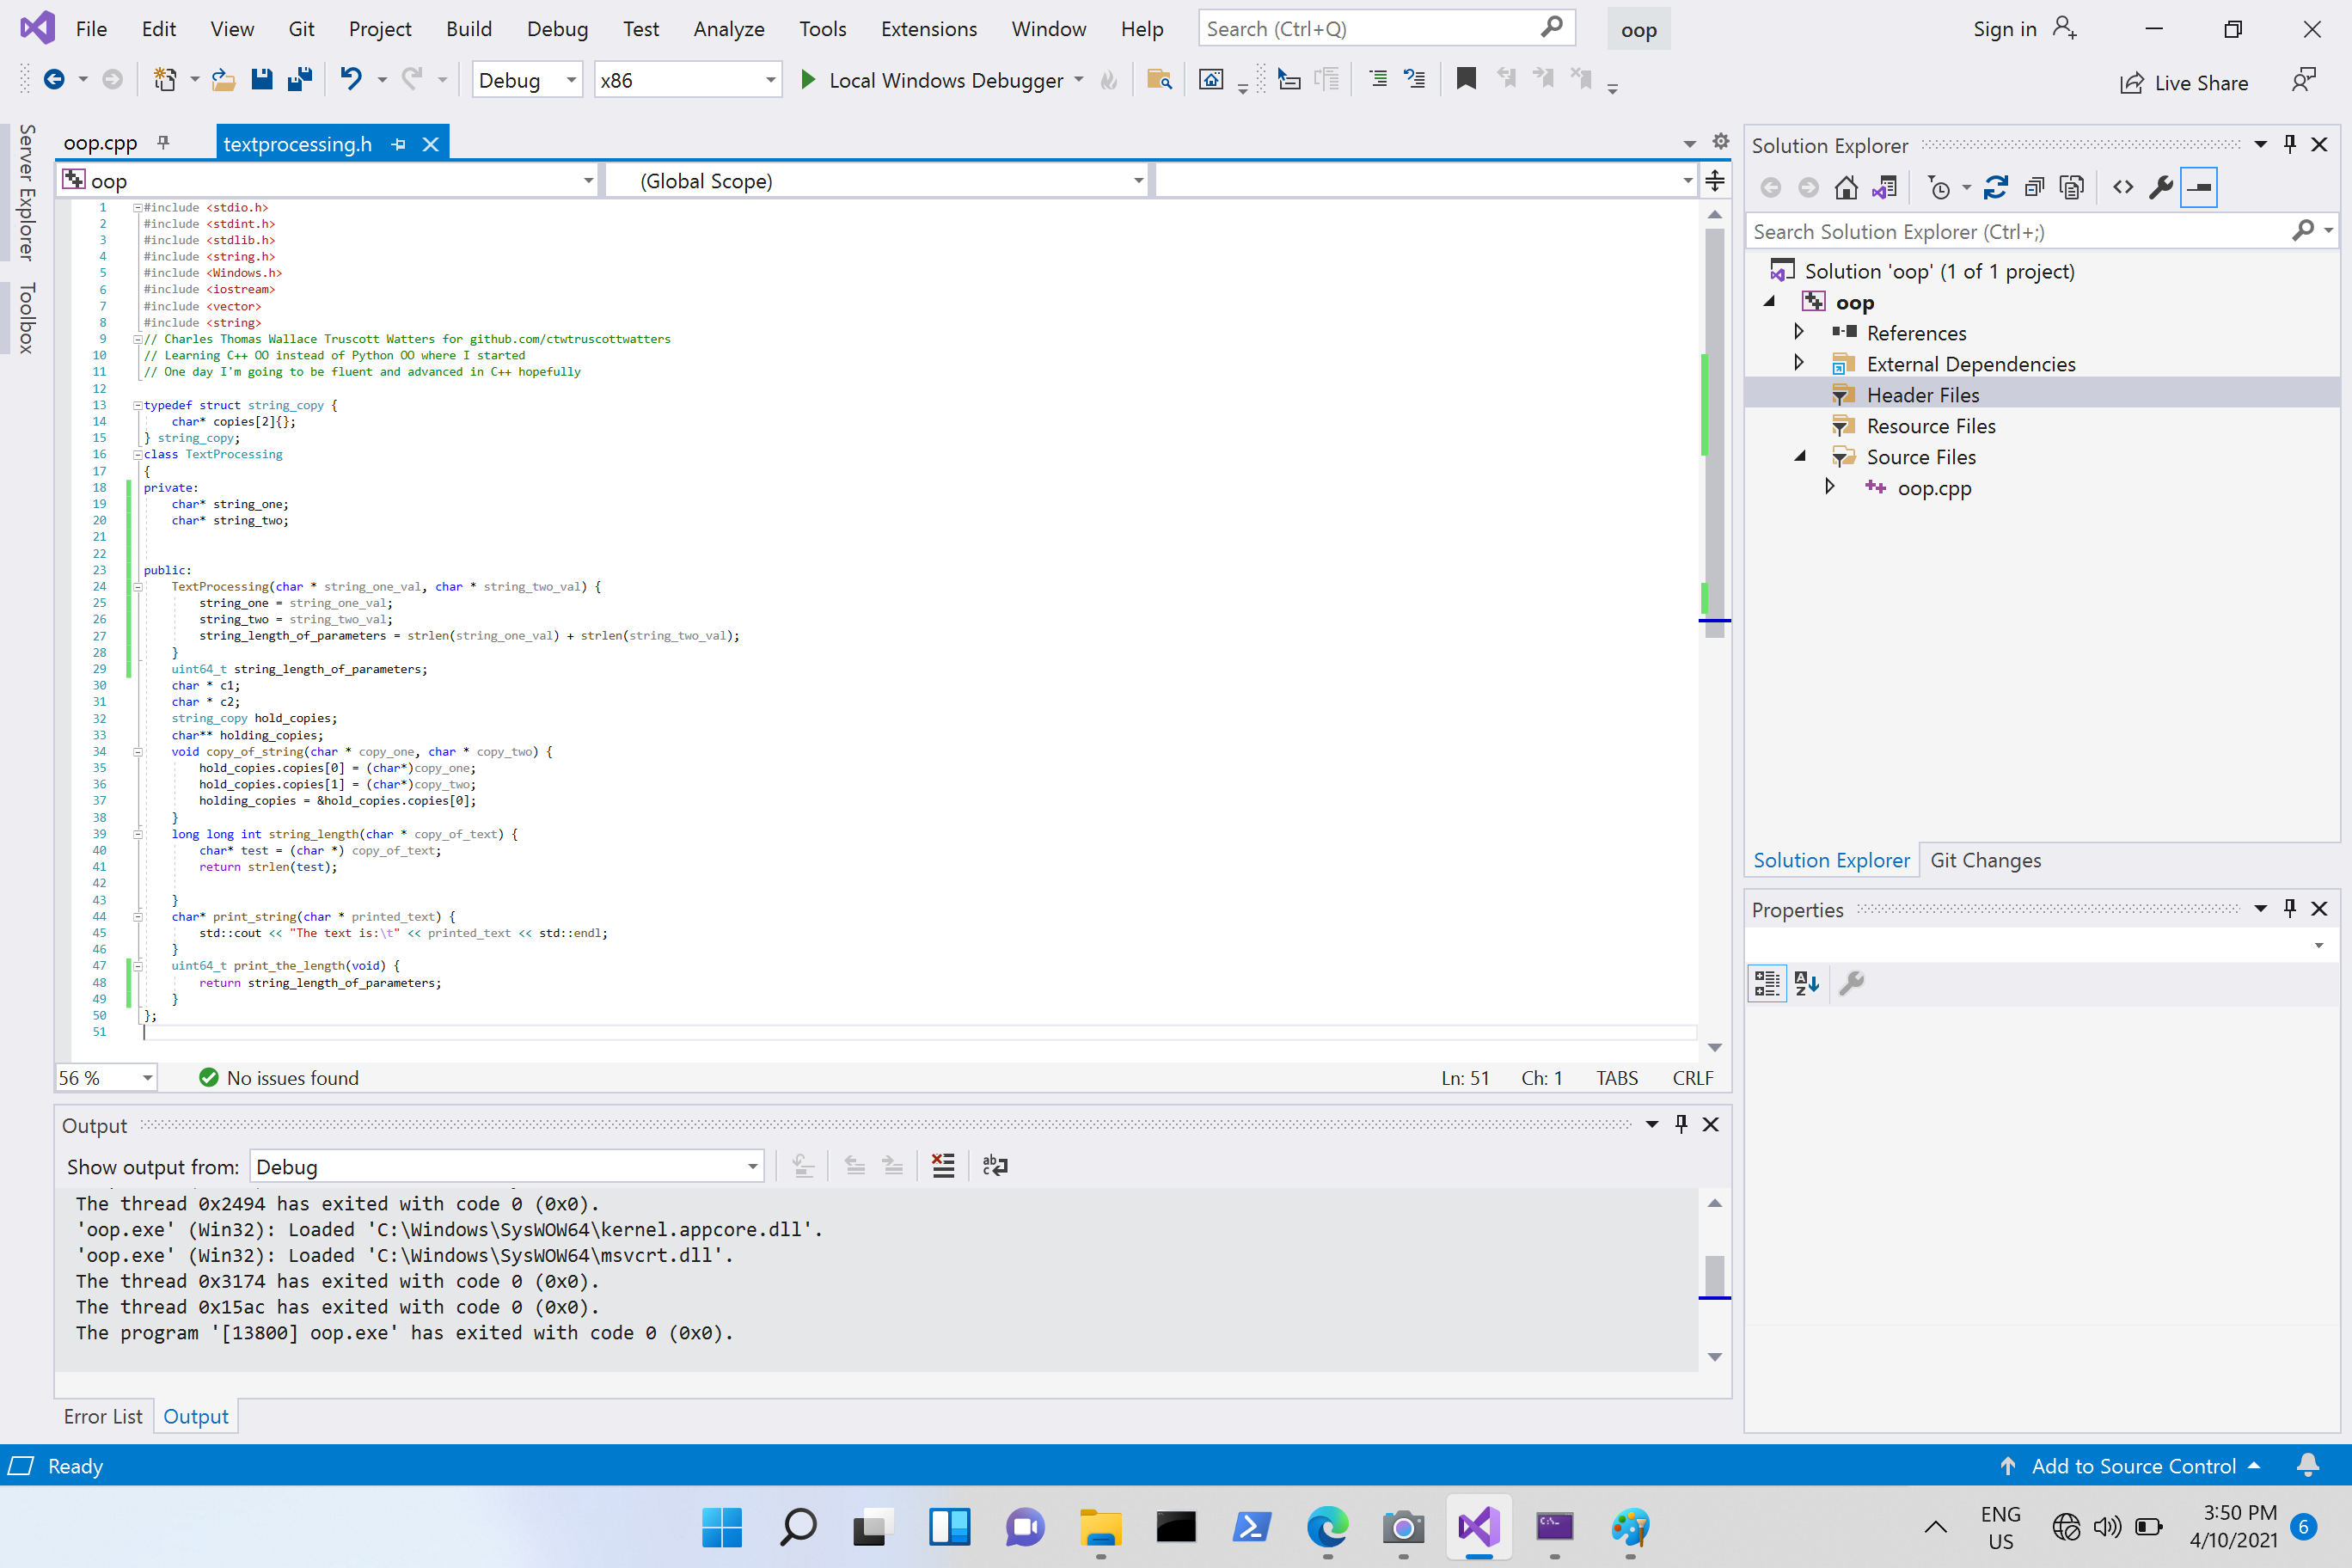 File Edit View Git Project Build Debug Test Analyze Tools Extensions Window Help Search (Ctrl+Q) oop Sign in
Debug x86 Local Windows Debugger Live Share
Server Explorer
Toolbox
oop.cpp textprocessing.h
oop (Global Scope)
1 #include <stdio.h>
2 #include <stdint.h>
3 #include <stdlib.h>
4 #include <string.h>
5 #include <Windows.h>
6 #include <iostream>
7 #include <vector>
8 #include <string>
9 // Charles Thomas Wallace Truscott Watters for github.com/ctwtruscottwatters
10 // Learning C++ OO instead of Python OO where I started
11 // One day I'm going to be fluent and advanced in C++ hopefully
12
13 typedef struct string_copy {
14 char* copies[2]{};
15 } string_copy;
16 class TextProcessing
17 {
18 private:
19 char* string_one;
20 char* string_two;
21
22
23 public:
24 TextProcessing(char * string_one_val, char * string_two_val) {
25 string_one = string_one_val;
26 string_two = string_two_val;
27 string_length_of_parameters = strlen(string_one_val) + strlen(string_two_val);
28 }
29 uint64_t string_length_of_parameters;
30 char * c1;
31 char * c2;
32 string_copy hold_copies;
33 char** holding_copies;
34 void copy_of_string(char * copy_one, char * copy_two) {
35 hold_copies.copies[0] = (char*)copy_one;
36 hold_copies.copies[1] = (char*)copy_two;
37 holding_copies = &hold_copies.copies[0];
38 }
39 long long int string_length(char * copy_of_text) {
40 char* test = (char *) copy_of_text;
41 return strlen(test);
42
43 }
44 char* print_string(char * printed_text) {
45 std::cout << "The text is:\t" << printed_text << std::endl;
46 }
47 uint64_t print_the_length(void) {
48 return string_length_of_parameters;
49 }
50 };
51
56 % No issues found Ln: 51 Ch: 1 TABS CRLF
Output
Show output from: Debug
The thread 0x2494 has exited with code 0 (0x0).
'oop.exe' (Win32): Loaded 'C:\Windows\SysWOW64\kernel.appcore.dll'.
'oop.exe' (Win32): Loaded 'C:\Windows\SysWOW64\msvcrt.dll'.
The thread 0x3174 has exited with code 0 (0x0).
The thread 0x15ac has exited with code 0 (0x0).
The program '[13800] oop.exe' has exited with code 0 (0x0).
Error List Output
Solution Explorer
Search Solution Explorer (Ctrl+;)
Solution 'oop' (1 of 1 project)
oop
References
External Dependencies
Header Files
Resource Files
Source Files
oop.cpp
Solution Explorer Git Changes
Properties
Ready Add to Source Control
ENG
US
3:50 PM
4/10/2021
6